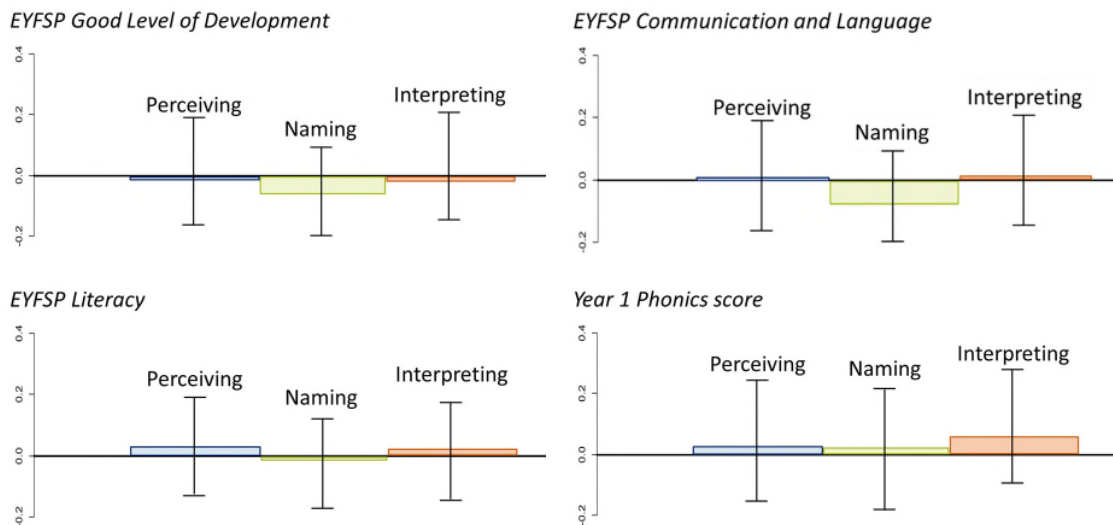 EYFSP Good Level of Development
0.4
0.2
0.0
-0.2
Perceiving
Naming
Interpreting
EYFSP Communication and Language
0.4
0.2
0.0
-0.2
Perceiving
Naming
Interpreting
EYFSP Literacy
0.4
0.2
0.0
-0.2
Perceiving
Naming
Interpreting
Year 1 Phonics score
0.4
0.2
0.0
-0.2
Perceiving
Naming
Interpreting